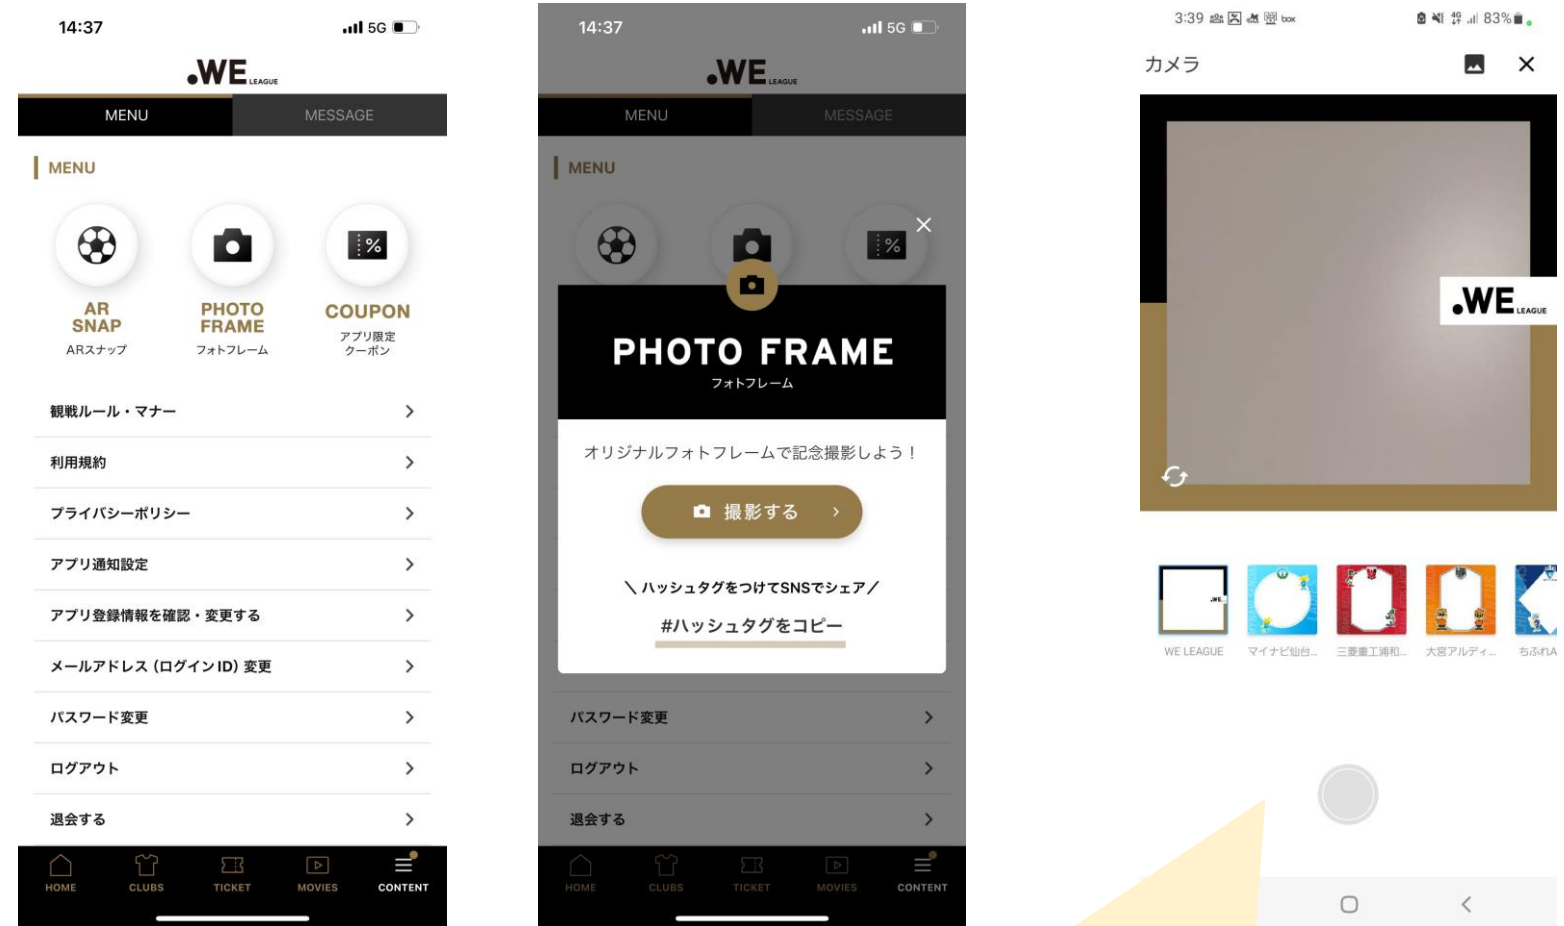 14:37
5G
.WE LEAGUE
MENU
MESSAGE
MENU
AR SNAP
ARスナップ
PHOTO FRAME
フォトフレーム
COUPON
アプリ限定
クーポン
観戦ルール・マナー
利用規約
プライバシーポリシー
アプリ通知設定
アプリ登録情報を確認・変更する
メールアドレス (ログインID) 変更
パスワード変更
ログアウト
退会する
HOME
CLUBS
TICKET
MOVIES
CONTENT
14:37
5G
.WE LEAGUE
MENU
MESSAGE
MENU
PHOTO FRAME
フォトフレーム
オリジナルフォトフレームで記念撮影しよう！
撮影する
\ ハッシュタグをつけてSNSでシェア /
#ハッシュタグをコピー
パスワード変更
ログアウト
退会する
HOME
CLUBS
TICKET
MOVIES
CONTENT
3:39
box
4G
83%
カメラ
.WE LEAGUE
WE LEAGUE
マイナビ仙台...
三菱重工浦和...
大宮アルディ...
ちふれA